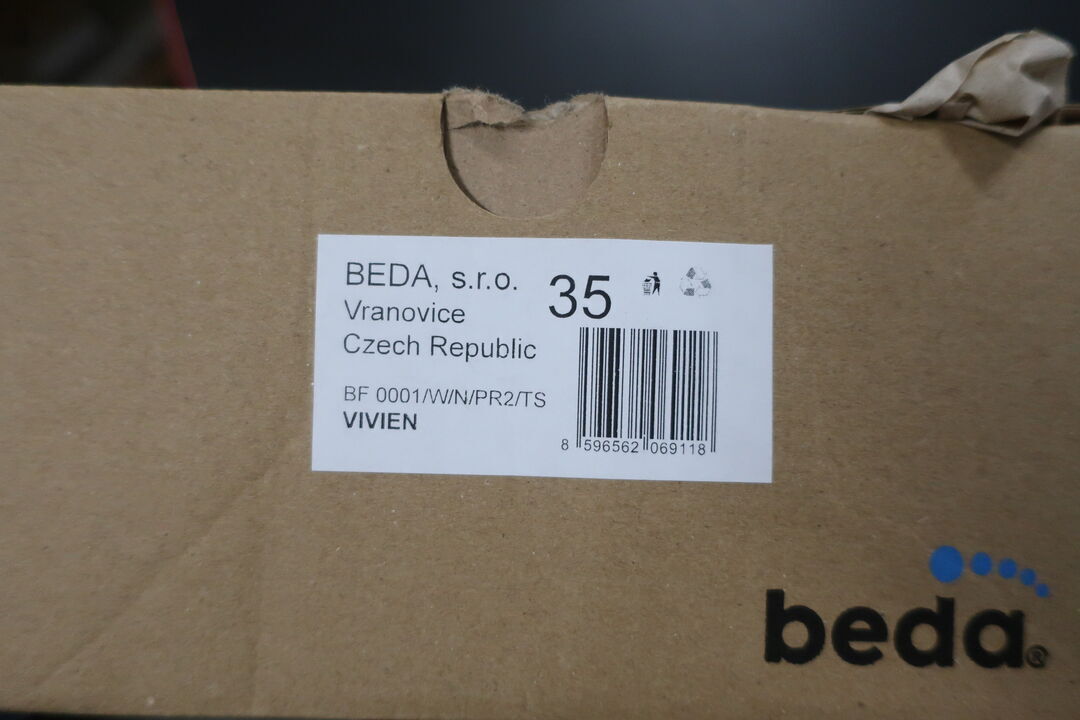 BEDA, s.r.o.
35
Vranovice
Czech Republic
BF 0001/W/N/PR2/TS
VIVIEN
8 596562 069118
beda®